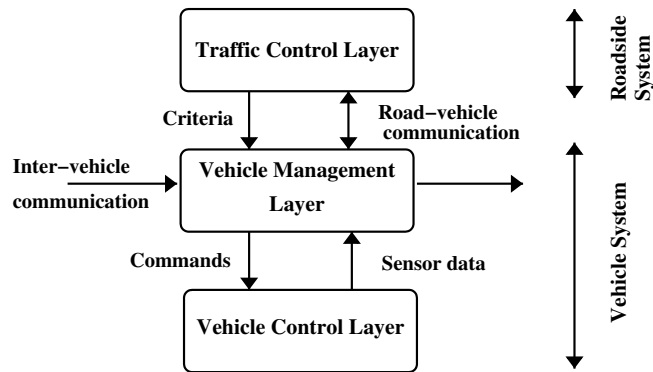 Traffic Control Layer
Roadside
System
Criteria
Road−vehicle
communication
Inter−vehicle
communication
Vehicle Management
Layer
Vehicle System
Commands
Sensor data
Vehicle Control Layer